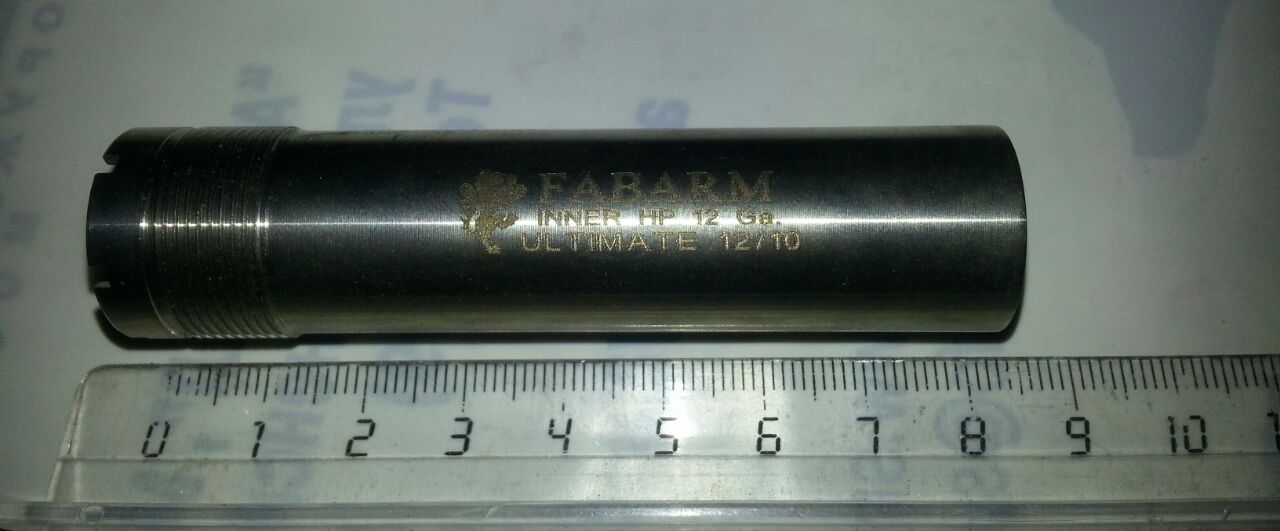 FABARM
INNER HP 12 Ga.
ULTIMATE 12/10
0 1 2 3 4 5 6 7 8 9 10